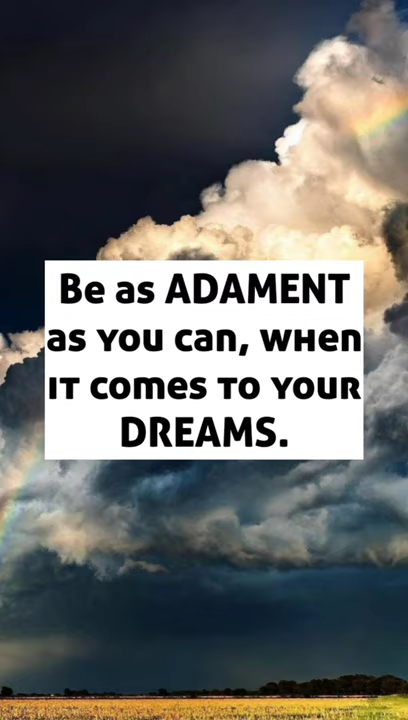 Be as ADAMENT
as you can, when
it comes to your
DREAMS.